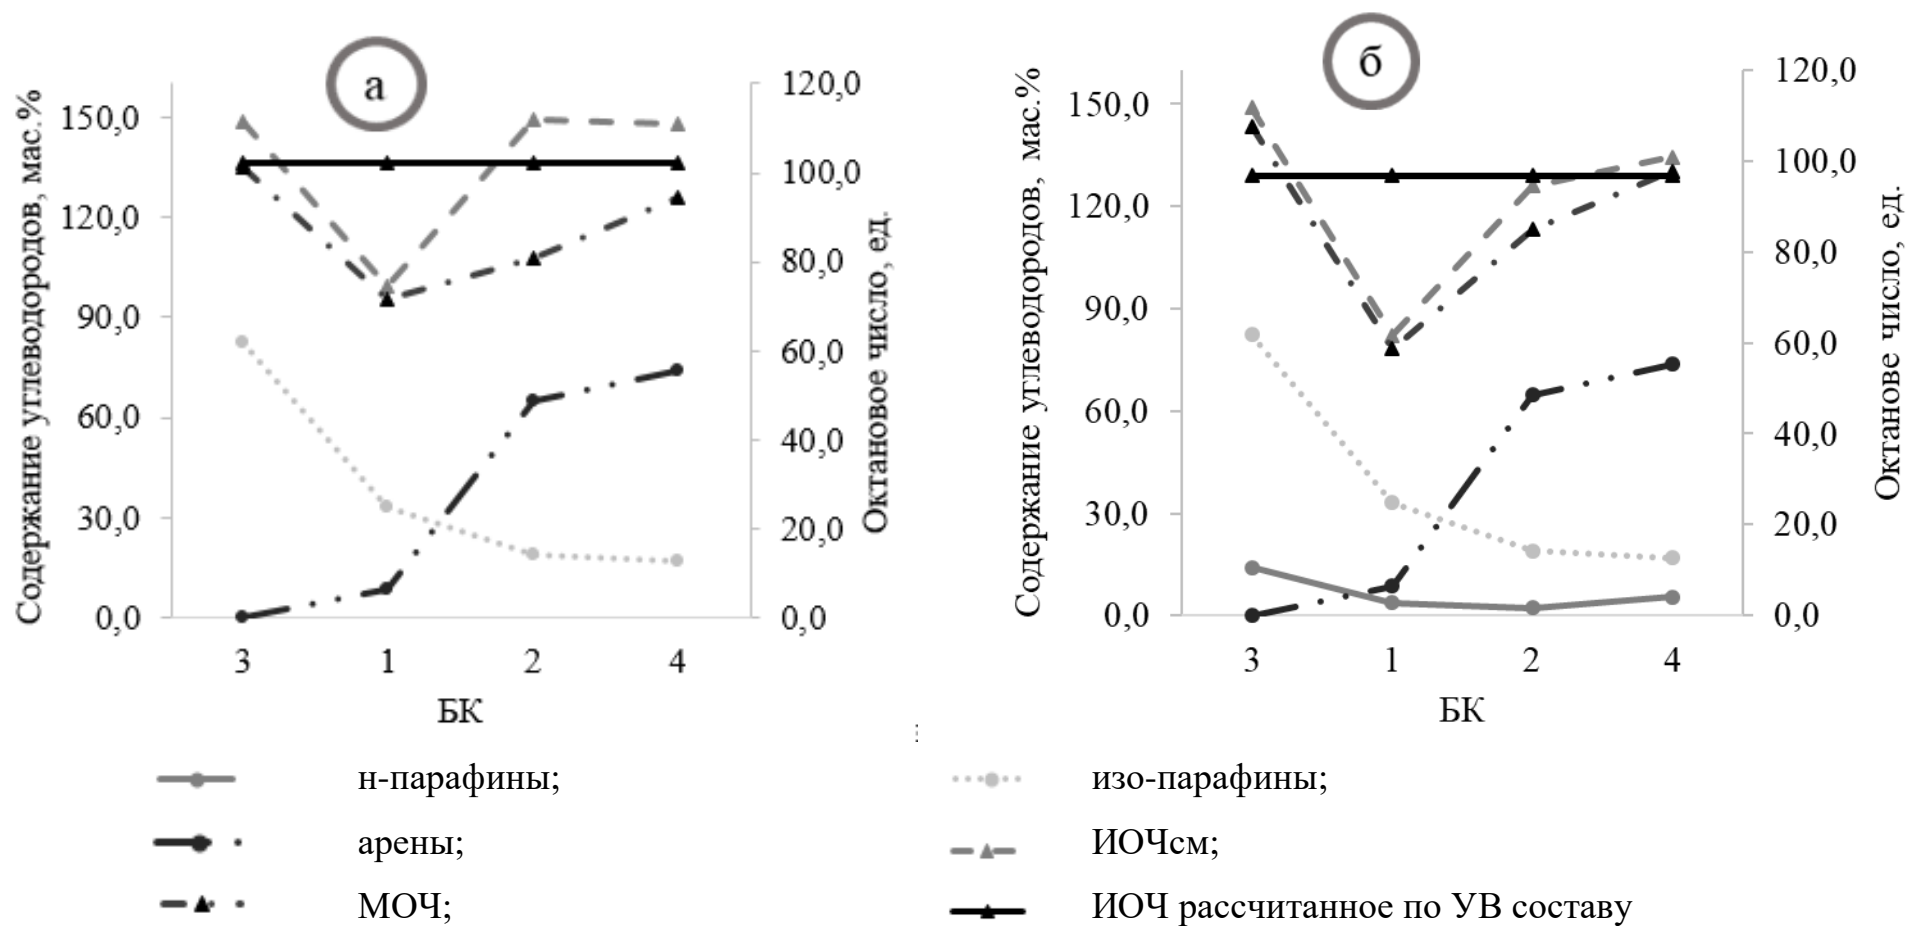 а
Содержание углеводородов, мас.%
150,0
120,0
90,0
60,0
30,0
0,0
120,0
100,0
80,0
60,0
40,0
20,0
0,0
Октановое число, ед.
3 1 2 4
БК
б
Содержание углеводородов, мас.%
150,0
120,0
90,0
60,0
30,0
0,0
120,0
100,0
80,0
60,0
40,0
20,0
0,0
Октанове число, ед.
3 1 2 4
БК
н-парафины;
изо-парафины;
арены;
ИОЧсм;
МОЧ;
ИОЧ рассчитанное по УВ составу